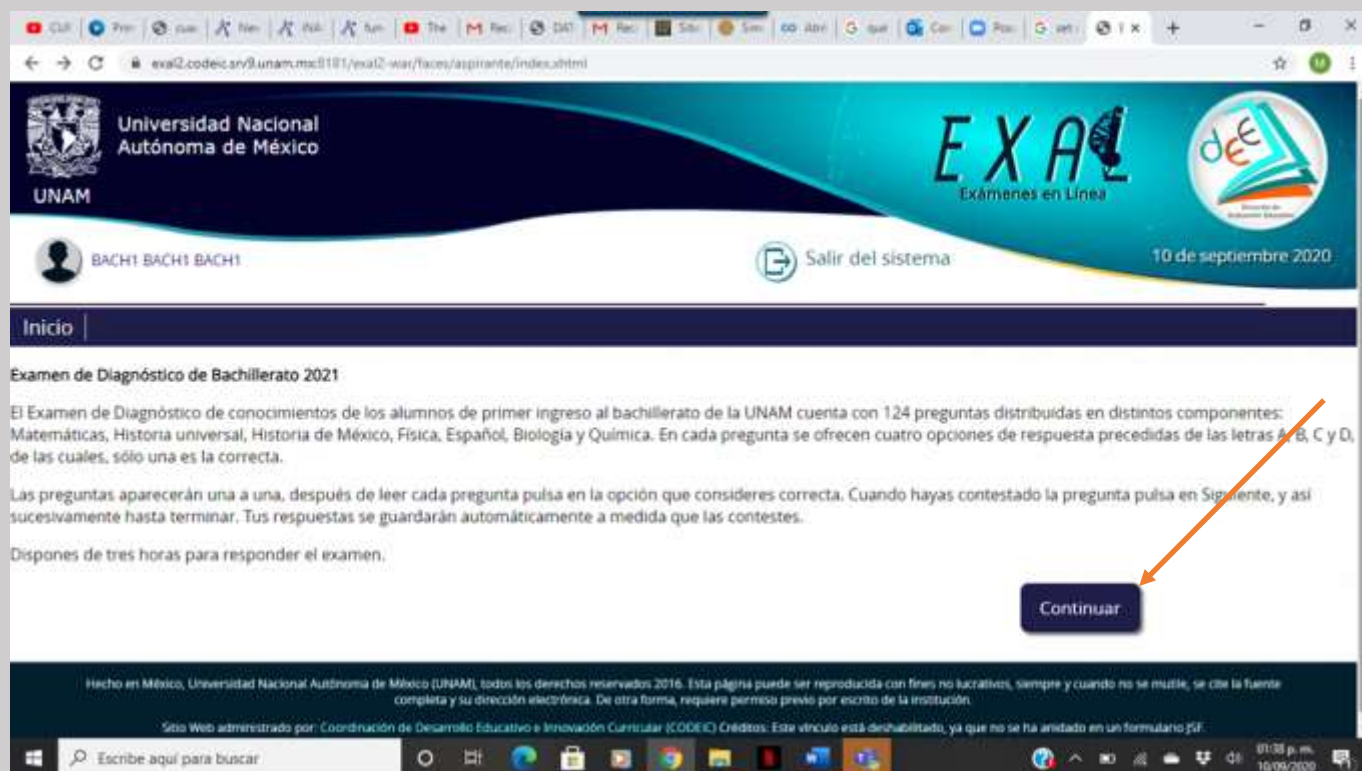 exal2.codeic.srv9.unam.mx:8181/exal2-war/faces/aspirante/index.xhtml
Universidad Nacional
Autónoma de México
UNAM
EXAL
Exámenes en Línea
dee
BACH1 BACH1 BACH1
Salir del sistema
10 de septiembre 2020
Inicio
Examen de Diagnóstico de Bachillerato 2021
El Examen de Diagnóstico de conocimientos de los alumnos de primer ingreso al bachillerato de la UNAM cuenta con 124 preguntas distribuidas en distintos componentes:
Matemáticas, Historia universal, Historia de México, Física, Español, Biología y Química. En cada pregunta se ofrecen cuatro opciones de respuesta precedidas de las letras A, B, C y D,
de las cuales, sólo una es la correcta.
Las preguntas aparecerán una a una, después de leer cada pregunta pulsa en la opción que consideres correcta. Cuando hayas contestado la pregunta pulsa en Siguiente, y así
sucesivamente hasta terminar. Tus respuestas se guardarán automáticamente a medida que las contestes.
Dispones de tres horas para responder el examen.
Continuar
Hecho en México, Universidad Nacional Autónoma de México (UNAM), todos los derechos reservados 2016. Esta página puede ser reproducida con fines no lucrativos, siempre y cuando no se mutile, se cite la fuente
completa y su dirección electrónica. De otra forma, requiere permiso previo por escrito de la institución.
Sitio Web administrado por: Coordinación de Desarrollo Educativo e Innovación Curricular (CODEIC) Créditos: Este vínculo está deshabilitado, ya que no se ha anidado en un formulario JSF.
Escribe aquí para buscar
01:38 p. m.
10/09/2020